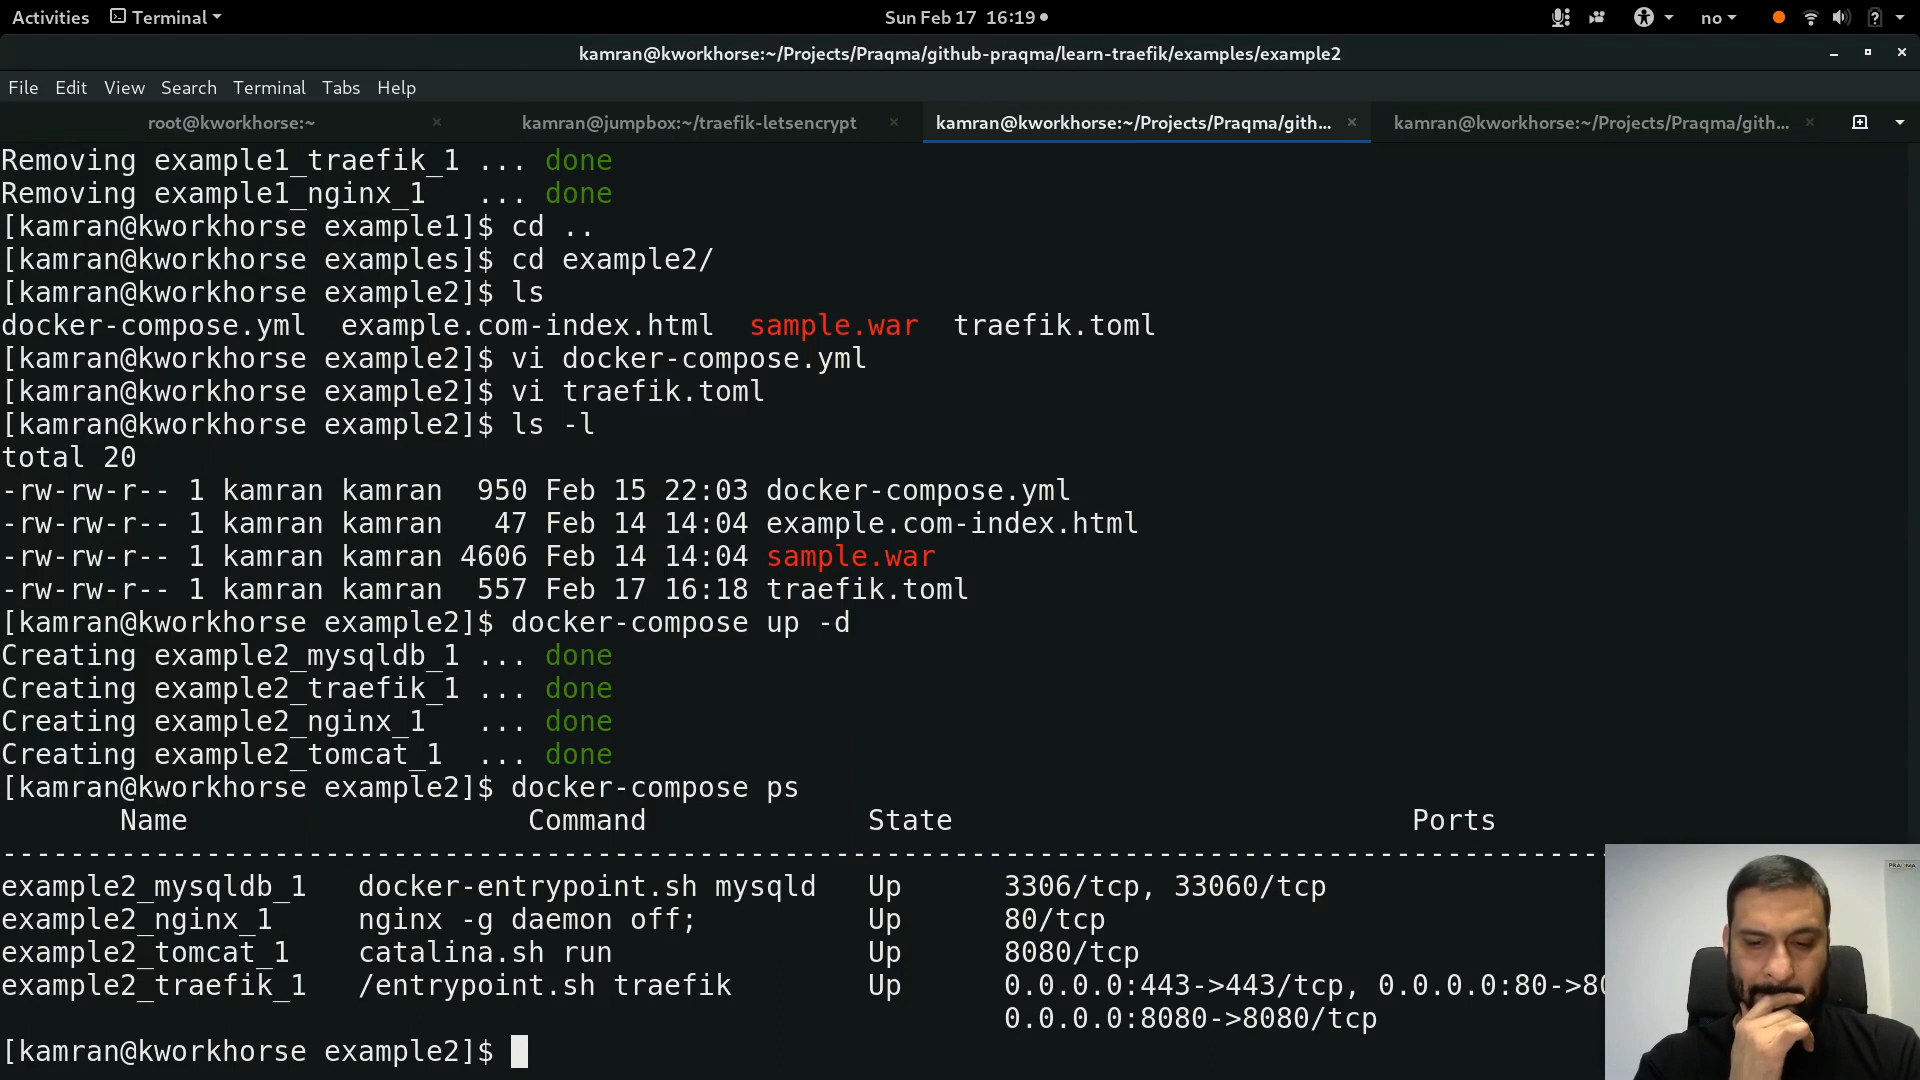 Activities Terminal Sun Feb 17 16:19 no
kamran@kworkhorse:~/Projects/Praqma/github-praqma/learn-traefik/examples/example2
File Edit View Search Terminal Tabs Help
root@kworkhorse:~ kamran@jumpbox:~/traefik-letsencrypt kamran@kworkhorse:~/Projects/Praqma/gith... kamran@kworkhorse:~/Projects/Praqma/gith...
Removing example1_traefik_1 ... done
Removing example1_nginx_1   ... done
[kamran@kworkhorse example1]$ cd ..
[kamran@kworkhorse examples]$ cd example2/
[kamran@kworkhorse example2]$ ls
docker-compose.yml  example.com-index.html  sample.war  traefik.toml
[kamran@kworkhorse example2]$ vi docker-compose.yml
[kamran@kworkhorse example2]$ vi traefik.toml
[kamran@kworkhorse example2]$ ls -l
total 20
-rw-rw-r-- 1 kamran kamran  950 Feb 15 22:03 docker-compose.yml
-rw-rw-r-- 1 kamran kamran   47 Feb 14 14:04 example.com-index.html
-rw-rw-r-- 1 kamran kamran 4606 Feb 14 14:04 sample.war
-rw-rw-r-- 1 kamran kamran  557 Feb 17 16:18 traefik.toml
[kamran@kworkhorse example2]$ docker-compose up -d
Creating example2_mysqldb_1 ... done
Creating example2_traefik_1 ... done
Creating example2_nginx_1   ... done
Creating example2_tomcat_1  ... done
[kamran@kworkhorse example2]$ docker-compose ps
Name Command State Ports
-----------------------------------------------------------------------------------------------
example2_mysqldb_1   docker-entrypoint.sh mysqld   Up      3306/tcp, 33060/tcp
example2_nginx_1     nginx -g daemon off;          Up      80/tcp
example2_tomcat_1    catalina.sh run               Up      8080/tcp
example2_traefik_1   /entrypoint.sh traefik        Up      0.0.0.0:443->443/tcp, 0.0.0.0:80->80
0.0.0.0:8080->8080/tcp
[kamran@kworkhorse example2]$
PRAQMA